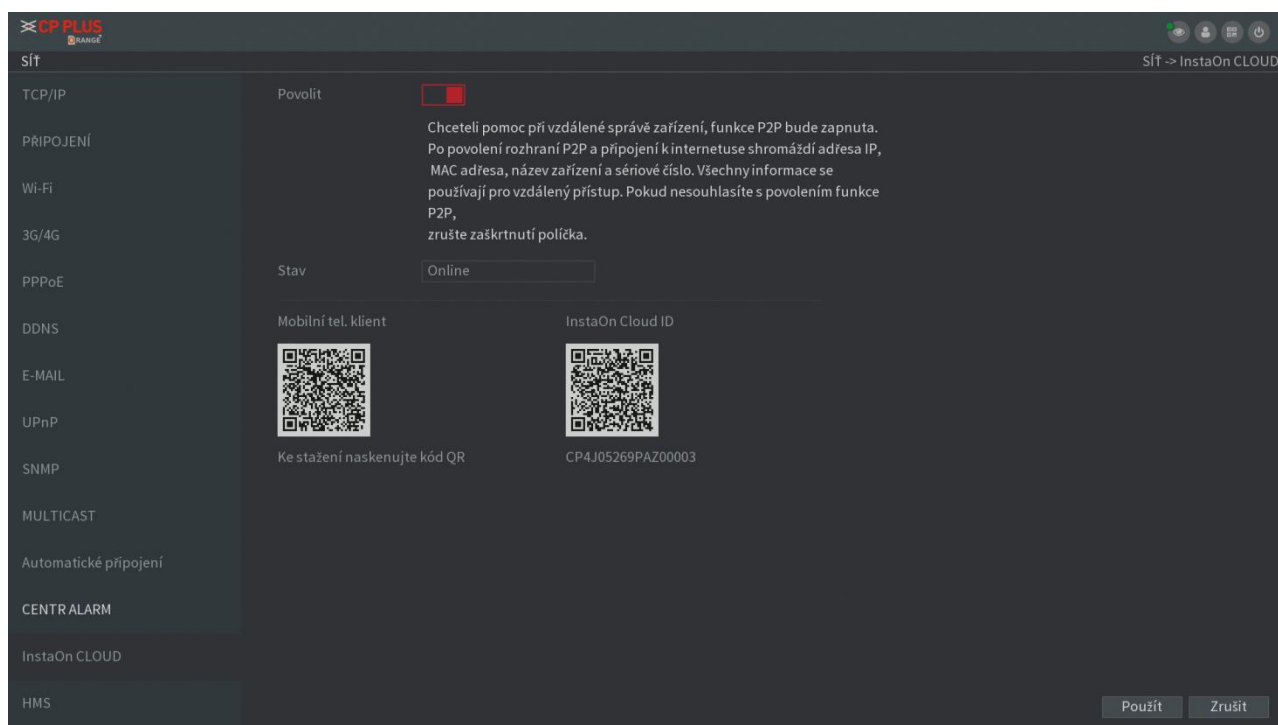 CP PLUS
ORANGE
SÍŤ
SÍŤ -> InstaOn CLOUD
TCP/IP
PŘIPOJENÍ
Wi-Fi
3G/4G
PPPoE
DDNS
E-MAIL
UPnP
SNMP
MULTICAST
Automatické připojení
CENTR ALARM
InstaOn CLOUD
HMS
Povolit
Chceteli pomoc při vzdálené správě zařízení, funkce P2P bude zapnuta.
Po povolení rozhraní P2P a připojení k internetuse shromáždí adřesa IP,
MAC adřesa, název zařízení a sériové číslo. Všechny informace se
používají pro vzdálený přístup. Pokud nesouhlasíte s povolením funkce
P2P,
zrušte zaškrtnutí políčka.
Stav
Online
Mobilní tel. klient
InstaOn Cloud ID
Ke stažení naskenujte kód QR
CP4J05269PAZ00003
Použít
Zrušit